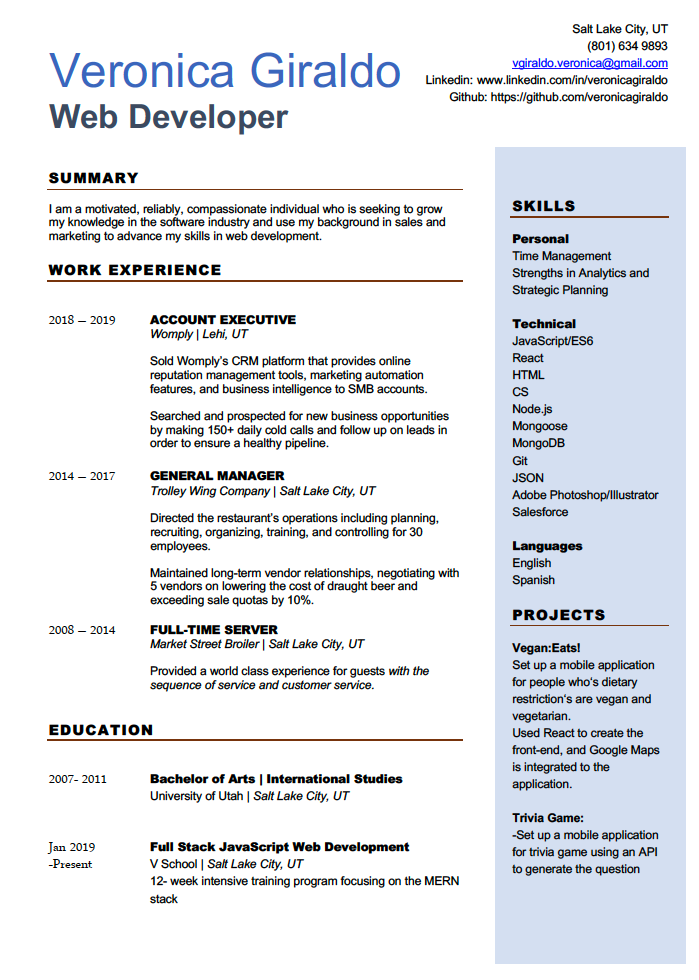 Veronica Giraldo
Web Developer
Salt Lake City, UT
(801) 634 9893
vgiraldo.veronica@gmail.com
Linkedin: www.linkedin.com/in/veronicagiraldo
Github: https://github.com/veronicagiraldo
SUMMARY
I am a motivated, reliably, compassionate individual who is seeking to grow
my knowledge in the software industry and use my background in sales and
marketing to advance my skills in web development.
WORK EXPERIENCE
2018 – 2019
ACCOUNT EXECUTIVE
Womply | Lehi, UT
Sold Womply's CRM platform that provides online
reputation management tools, marketing automation
features, and business intelligence to SMB accounts.
Searched and prospected for new business opportunities
by making 150+ daily cold calls and follow up on leads in
order to ensure a healthy pipeline.
2014 – 2017
GENERAL MANAGER
Trolley Wing Company | Salt Lake City, UT
Directed the restaurant's operations including planning,
recruiting, organizing, training, and controlling for 30
employees.
Maintained long-term vendor relationships, negotiating with
5 vendors on lowering the cost of draught beer and
exceeding sale quotas by 10%.
2008 – 2014
FULL-TIME SERVER
Market Street Broiler | Salt Lake City, UT
Provided a world class experience for guests with the
sequence of service and customer service.
EDUCATION
2007- 2011
Bachelor of Arts | International Studies
University of Utah | Salt Lake City, UT
Jan 2019
-Present
Full Stack JavaScript Web Development
V School | Salt Lake City, UT
12- week intensive training program focusing on the MERN
stack
SKILLS
Personal
Time Management
Strengths in Analytics and
Strategic Planning
Technical
JavaScript/ES6
React
HTML
CS
Node.js
Mongoose
MongoDB
Git
JSON
Adobe Photoshop/Illustrator
Salesforce
Languages
English
Spanish
PROJECTS
Vegan:Eats!
Set up a mobile application
for people who's dietary
restriction's are vegan and
vegetarian.
Used React to create the
front-end, and Google Maps
is integrated to the
application.
Trivia Game:
-Set up a mobile application
for trivia game using an API
to generate the question